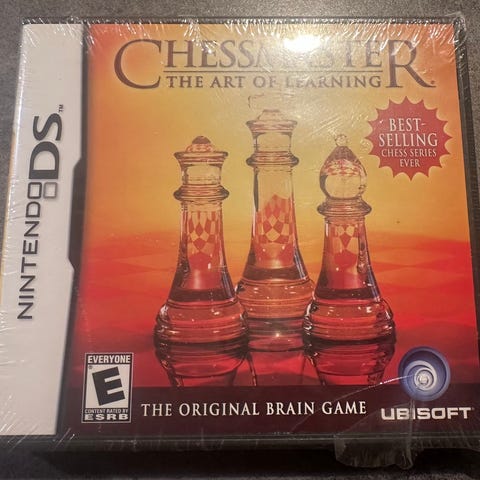 CHESSMASTER
THE ART OF LEARNING
BEST-
SELLING
CHESS SERIES
EVER
NINTENDO DS™
EVERYONE
E
CONTENT RATED BY
ESRB
THE ORIGINAL BRAIN GAME
UBISOFT